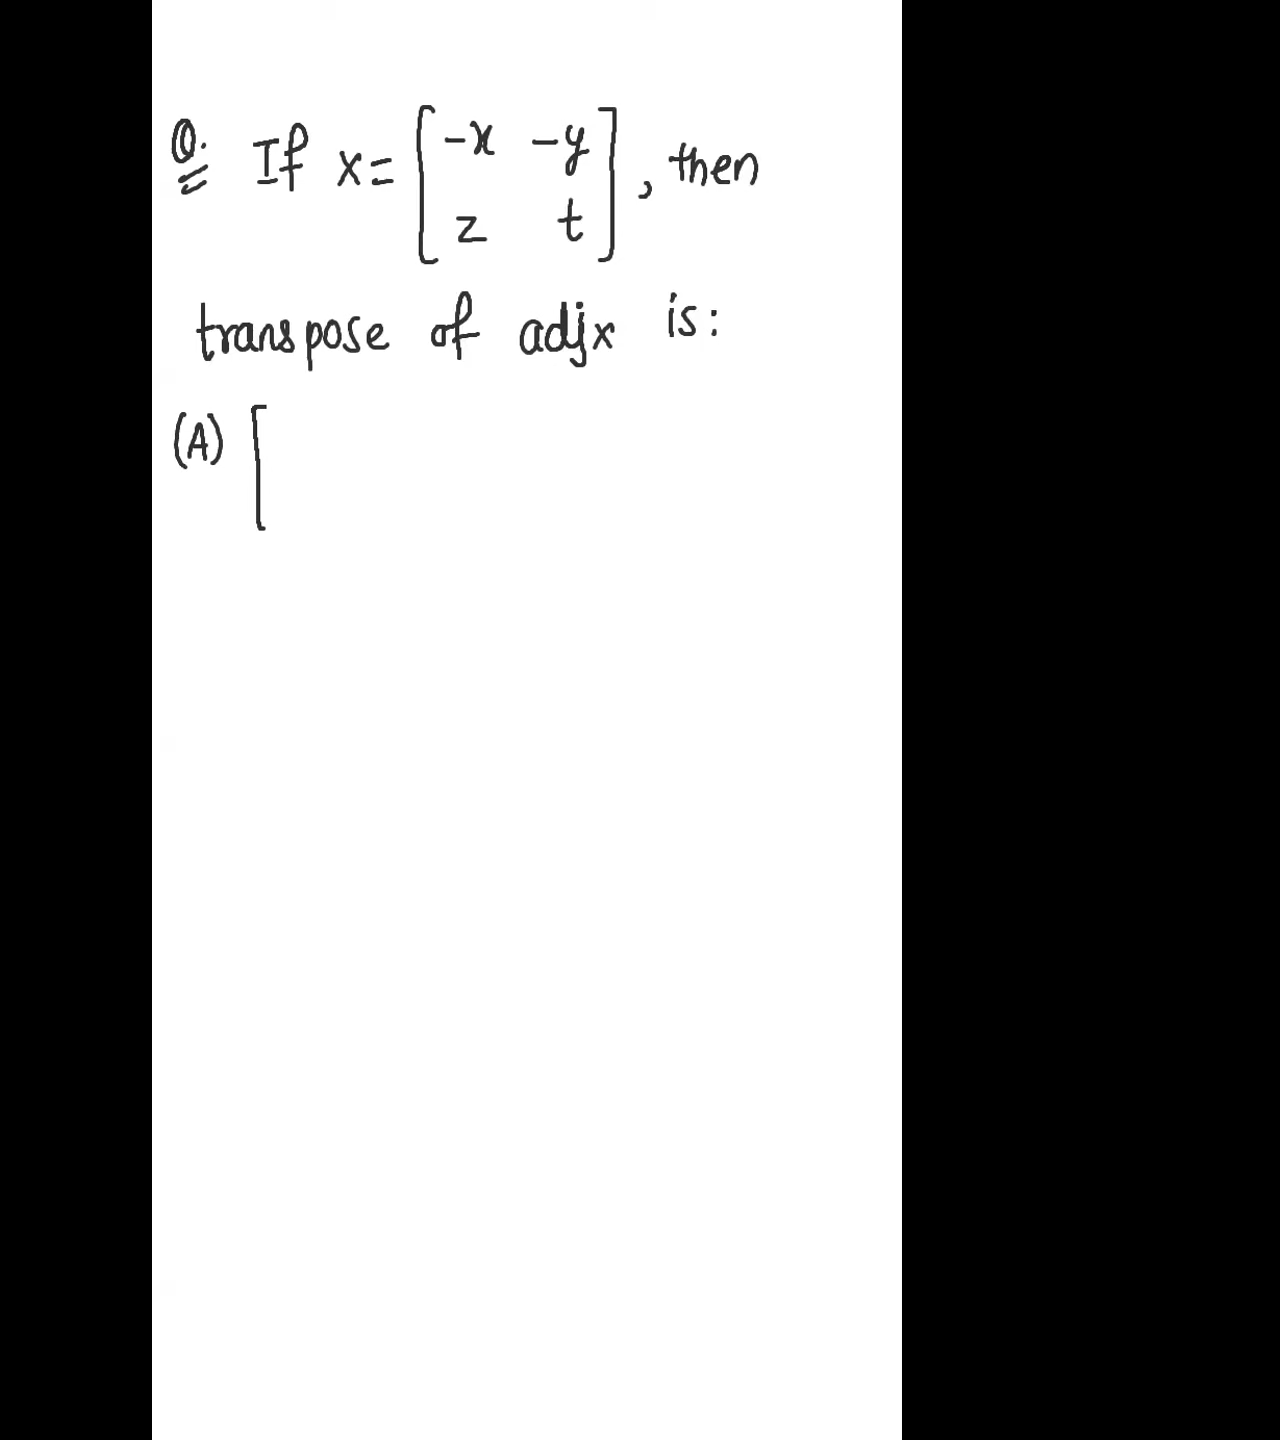 Q. If x = [-x -y], then
[z t]
transpose of adjx is:
(A) [